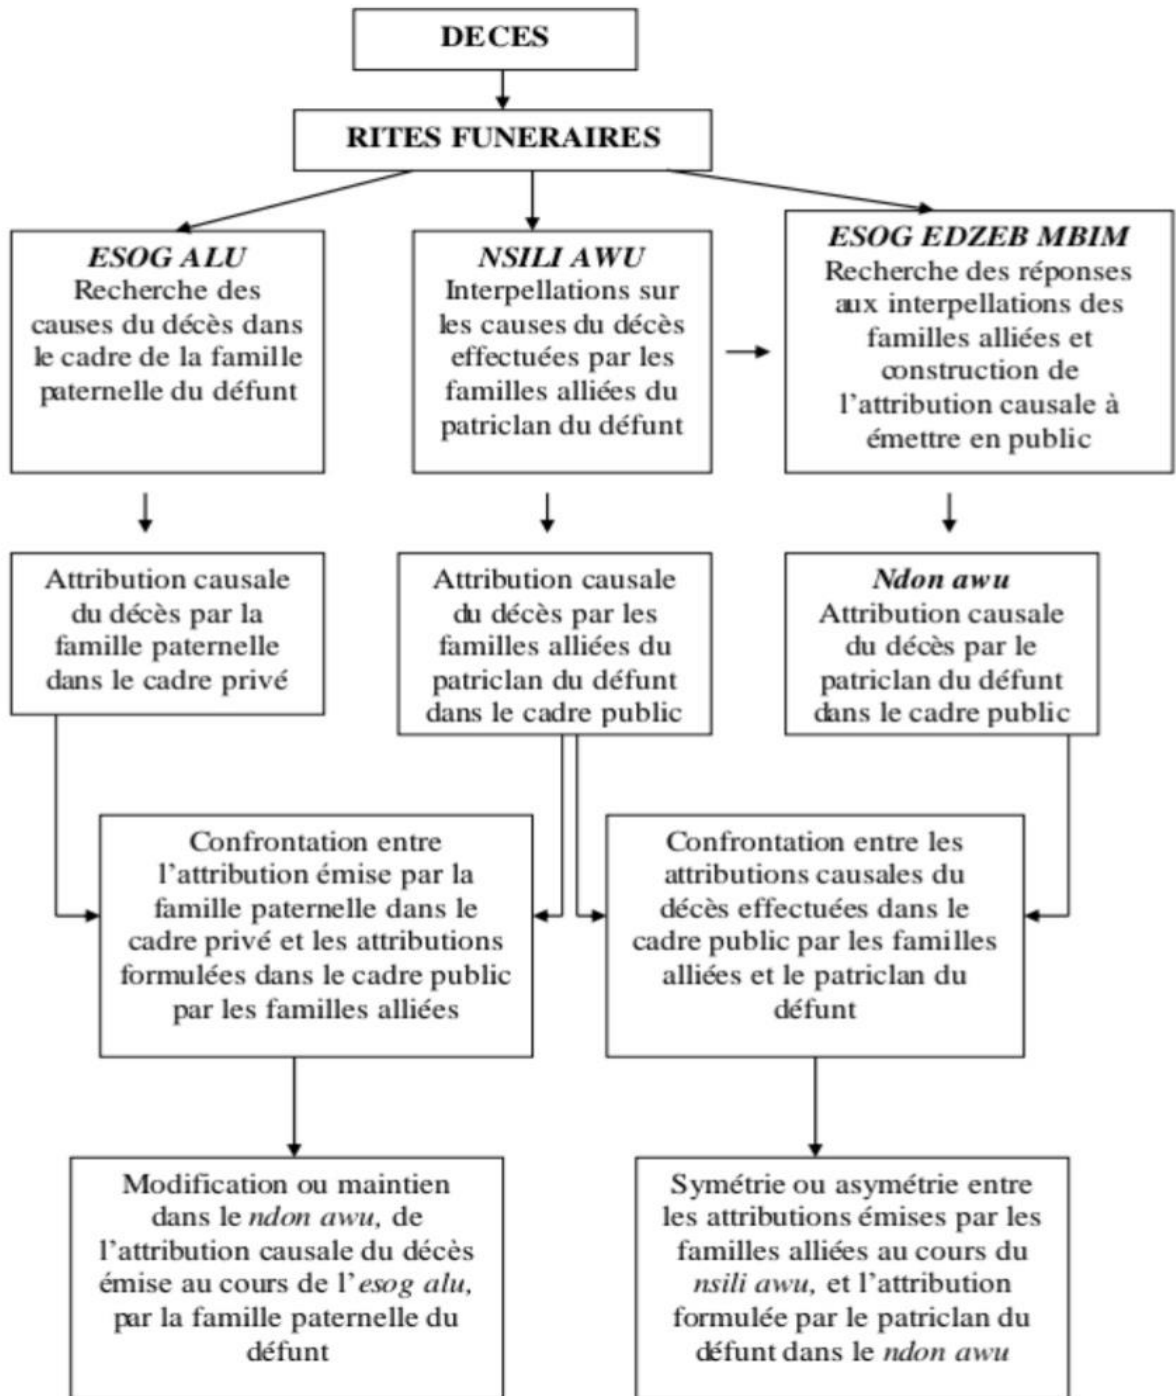 DECES
RITES FUNERAIRES
ESOG ALU
Recherche des
causes du décès dans
le cadre de la famille
paternelle du défunt
NSILI AWU
Interpellations sur
les causes du décès
effectuées par les
familles alliées du
patriclan du défunt
ESOG EDZEB MBIM
Recherche des réponses
aux interpellations des
familles alliées et
construction de
l’attribution causale à
émettre en public
Attribution causale
du décès par la
famille paternelle
dans le cadre privé
Attribution causale
du décès par les
familles alliées du
patriclan du défunt
dans le cadre public
Ndon awu
Attribution causale
du décès par le
patriclan du défunt
dans le cadre public
Confrontation entre
l’attribution émise par la
famille paternelle dans le
cadre privé et les attributions
formulées dans le cadre public
par les familles alliées
Confrontation entre les
attributions causales du
décès effectuées dans le
cadre public par les familles
alliées et le patriclan du
défunt
Modification ou maintien
dans le ndon awu, de
l’attribution causale du décès
émise au cours de l’esog alu,
par la famille paternelle du
défunt
Symétrie ou asymétrie entre
les attributions émises par les
familles alliées au cours du
nsili awu, et l’attribution
formulée par le patriclan du
défunt dans le ndon awu